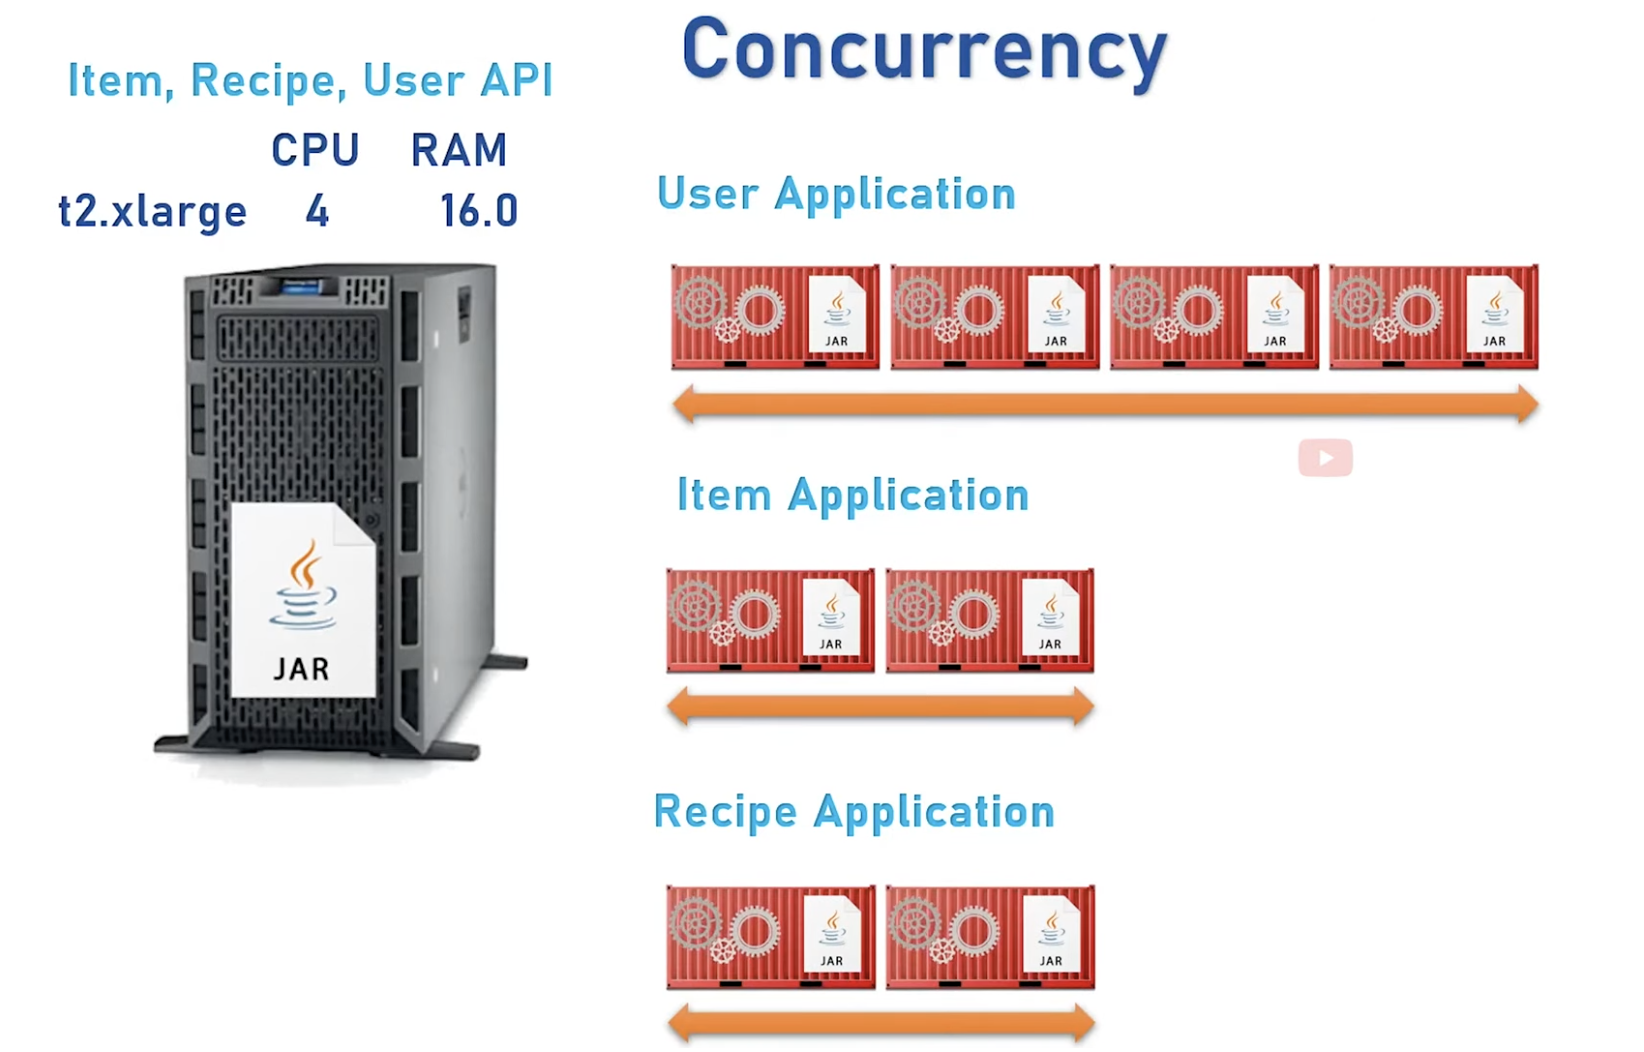 Concurrency
Item, Recipe, User API
CPU RAM
t2.xlarge 4 16.0
JAR
User Application
JAR JAR JAR JAR
Item Application
JAR JAR
Recipe Application
JAR JAR